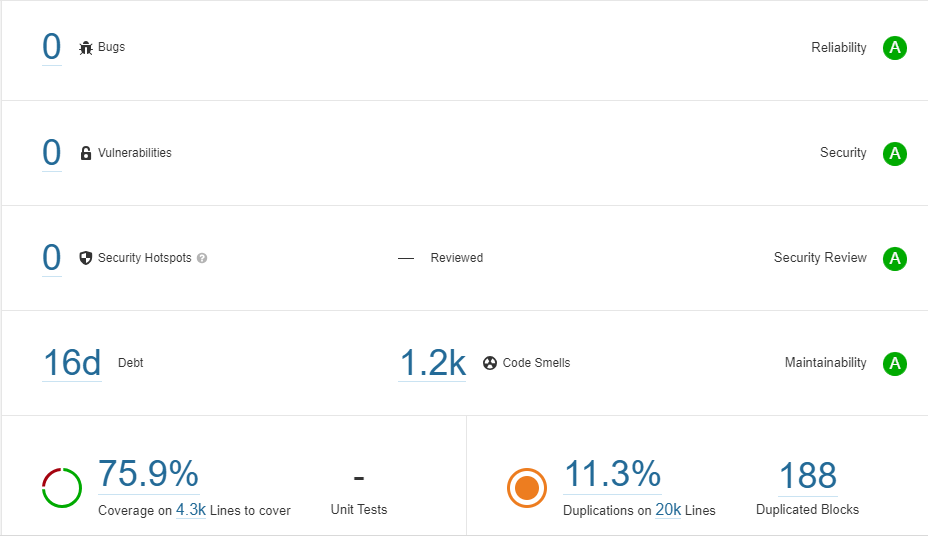 0 Bugs Reliability A
0 Vulnerabilities Security A
0 Security Hotspots ? — Reviewed Security Review A
16d Debt 1.2k Code Smells Maintainability A
75.9% - 11.3% 188
Coverage on 4.3k Lines to cover Unit Tests Duplications on 20k Lines Duplicated Blocks